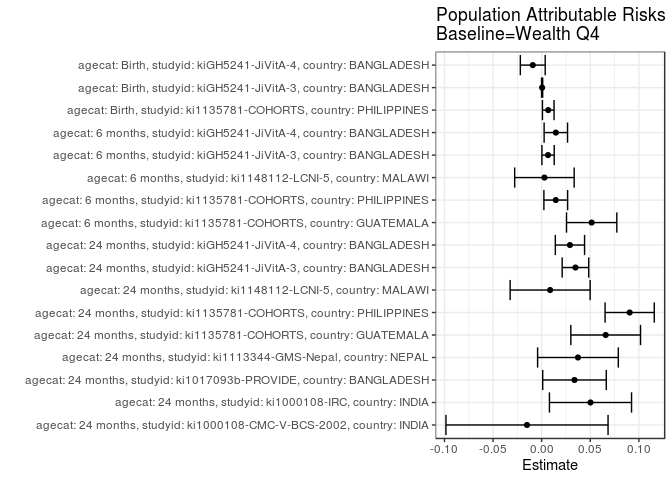 Population Attributable Risks
Baseline=Wealth Q4
agecat: Birth, studyid: kiGH5241-JiVitA-4, country: BANGLADESH
agecat: Birth, studyid: kiGH5241-JiVitA-3, country: BANGLADESH
agecat: Birth, studyid: ki1135781-COHORTS, country: PHILIPPINES
agecat: 6 months, studyid: kiGH5241-JiVitA-4, country: BANGLADESH
agecat: 6 months, studyid: kiGH5241-JiVitA-3, country: BANGLADESH
agecat: 6 months, studyid: ki1148112-LCNI-5, country: MALAWI
agecat: 6 months, studyid: ki1135781-COHORTS, country: PHILIPPINES
agecat: 6 months, studyid: ki1135781-COHORTS, country: GUATEMALA
agecat: 24 months, studyid: kiGH5241-JiVitA-4, country: BANGLADESH
agecat: 24 months, studyid: kiGH5241-JiVitA-3, country: BANGLADESH
agecat: 24 months, studyid: ki1148112-LCNI-5, country: MALAWI
agecat: 24 months, studyid: ki1135781-COHORTS, country: PHILIPPINES
agecat: 24 months, studyid: ki1135781-COHORTS, country: GUATEMALA
agecat: 24 months, studyid: ki1113344-GMS-Nepal, country: NEPAL
agecat: 24 months, studyid: ki1017093b-PROVIDE, country: BANGLADESH
agecat: 24 months, studyid: ki1000108-IRC, country: INDIA
agecat: 24 months, studyid: ki1000108-CMC-V-BCS-2002, country: INDIA
-0.10 -0.05 0.00 0.05 0.10
Estimate